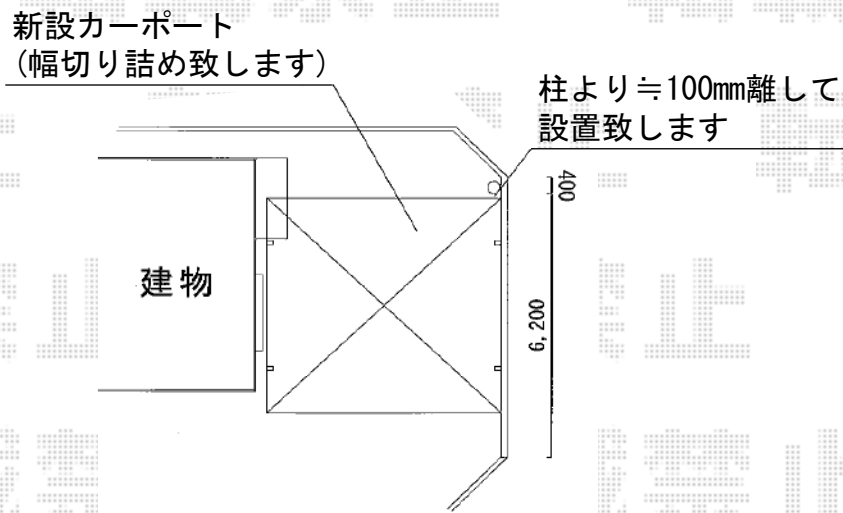 新設カーポート
(幅切り詰め致します)
柱より≒100mm離して
設置致します
400
建物
6,200